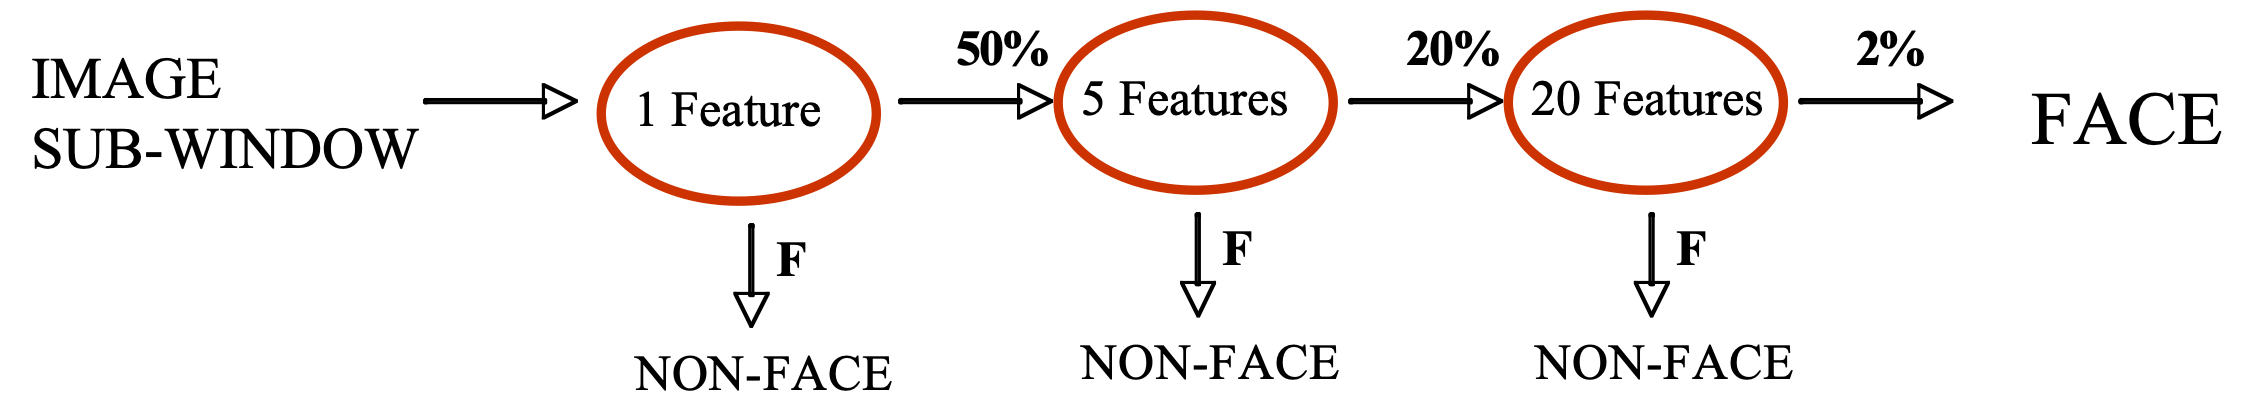 IMAGE
SUB-WINDOW
1 Feature
50%
5 Features
20%
20 Features
2%
FACE
F
F
F
NON-FACE
NON-FACE
NON-FACE